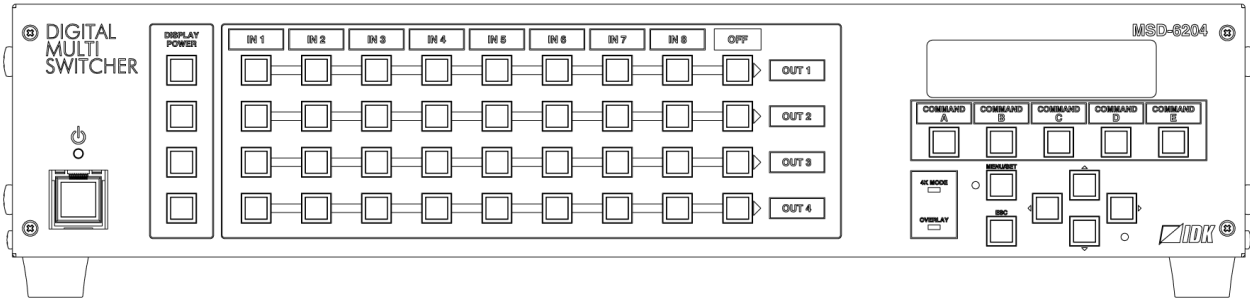 DIGITAL
MULTI
SWITCHER
DISPLAY
POWER
IN 1 IN 2 IN 3 IN 4 IN 5 IN 6 IN 7 IN 8 OFF
OUT 1
OUT 2
OUT 3
OUT 4
MSD-6204
COMMAND
A
COMMAND
B
COMMAND
C
COMMAND
D
COMMAND
E
MENU/SET
4K MODE
ESC
OVERLAY
IDK